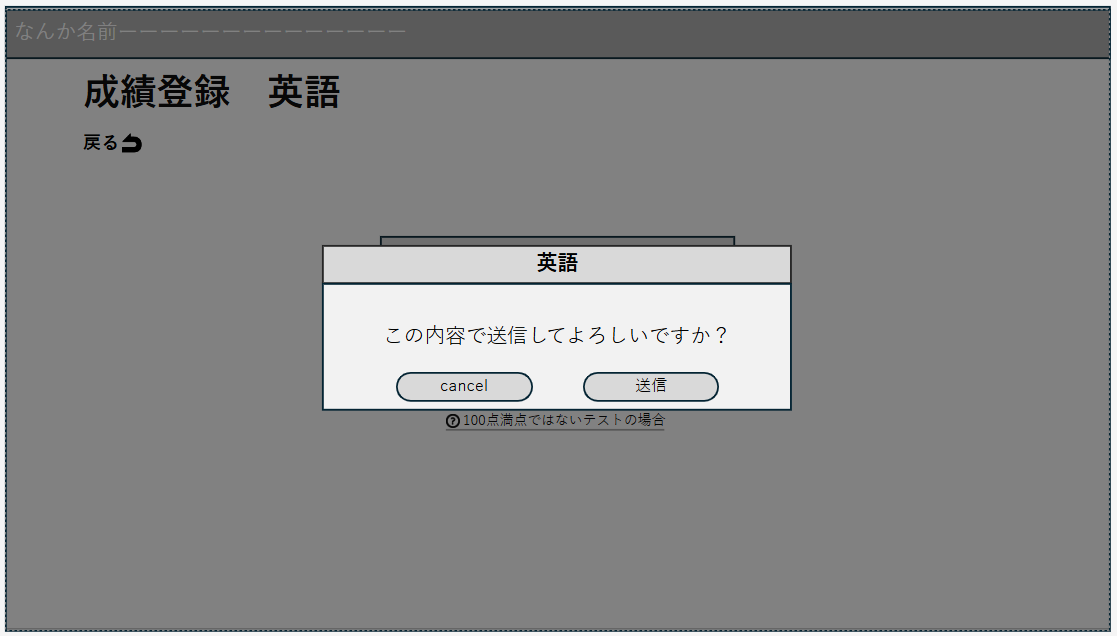 なんか名前ーーーーーーーーーーーーーー
成績登録　英語
戻る
英語
この内容で送信してよろしいですか？
cancel
送信
100点満点ではないテストの場合